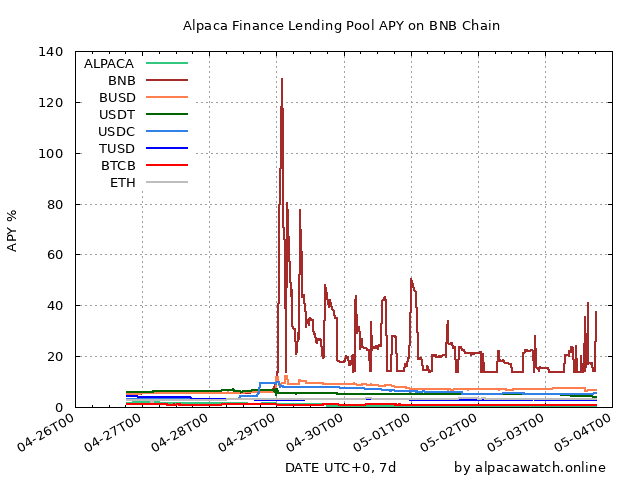 Alpaca Finance Lending Pool APY on BNB Chain
140
120
100
80
60
40
20
0
APY %
ALPACA
BNB
BUSD
USDT
USDC
TUSD
BTCB
ETH
04-26T00
04-27T00
04-28T00
04-29T00
04-30T00
05-01T00
05-02T00
05-03T00
05-04T00
DATE UTC+0, 7d
by alpacawatch.online